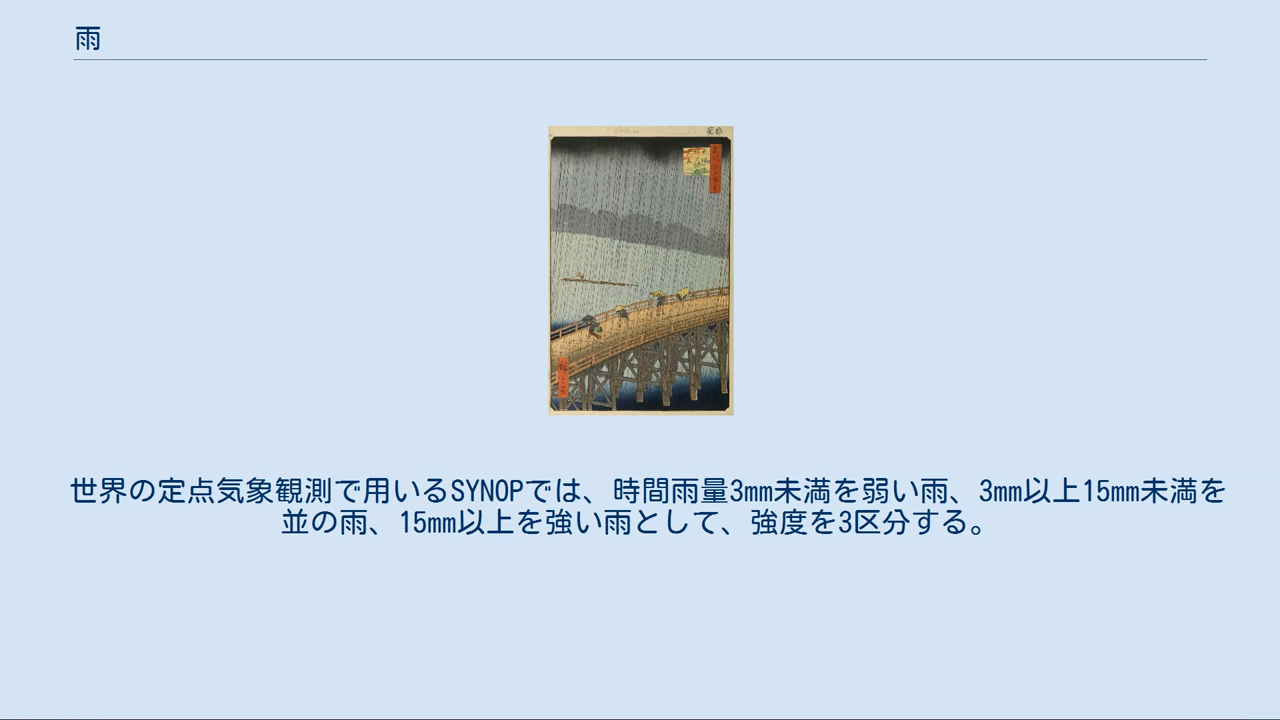 雨
世界の定点気象観測で用いるSYNOPでは、時間雨量3mm未満を弱い雨、3mm以上15mm未満を
並の雨、15mm以上を強い雨として、強度を3区分する。